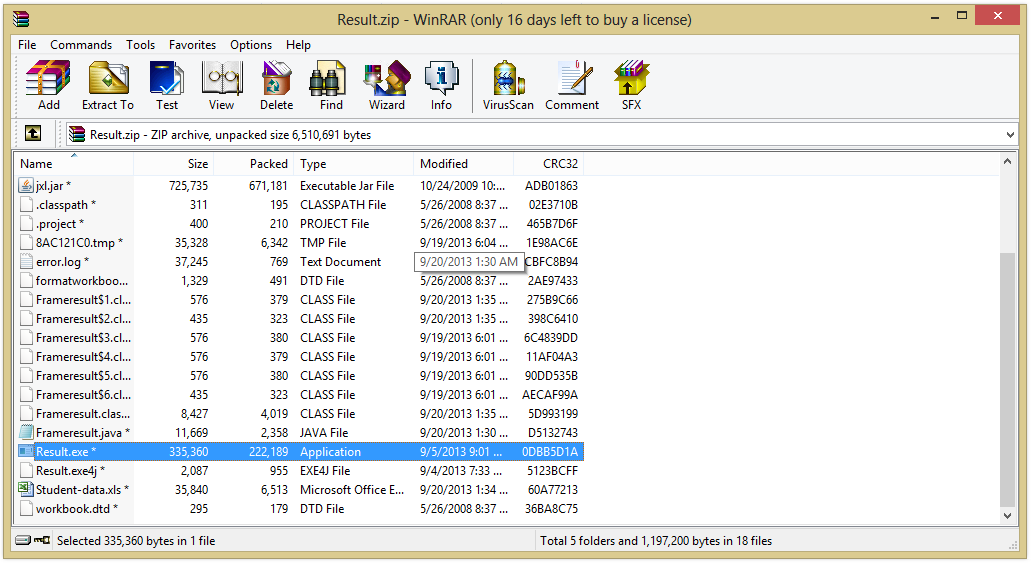 Result.zip - WinRAR (only 16 days left to buy a license)
File Commands Tools Favorites Options Help
Add Extract To Test View Delete Find Wizard Info VirusScan Comment SFX
Result.zip - ZIP archive, unpacked size 6,510,691 bytes
Name Size Packed Type Modified CRC32
jxl.jar * 725,735 671,181 Executable Jar File 10/24/2009 10:... ADB01863
.classpath * 311 195 CLASSPATH File 5/26/2008 8:37 ... 02E3710B
.project * 400 210 PROJECT File 5/26/2008 8:37 ... 465B7D6F
8AC121C0.tmp * 35,328 6,342 TMP File 9/19/2013 6:04 ... 1E98AC6E
error.log * 37,245 769 Text Document 9/20/2013 1:30 AM CBFC8B94
formatworkboo... 1,329 491 DTD File 5/26/2008 8:37 ... 2AE97433
Frameresult$1.cl... 576 379 CLASS File 9/20/2013 1:35 ... 275B9C66
Frameresult$2.cl... 435 323 CLASS File 9/20/2013 1:35 ... 398C6410
Frameresult$3.cl... 576 380 CLASS File 9/19/2013 6:01 ... 6C4839DD
Frameresult$4.cl... 576 379 CLASS File 9/19/2013 6:01 ... 11AF04A3
Frameresult$5.cl... 576 380 CLASS File 9/19/2013 6:01 ... 90DD535B
Frameresult$6.cl... 435 323 CLASS File 9/19/2013 6:01 ... AECAF99A
Frameresult.clas... 8,427 4,019 CLASS File 9/20/2013 1:35 ... 5D993199
Frameresult.java * 11,669 2,358 JAVA File 9/20/2013 1:30 ... D5132743
Result.exe * 335,360 222,189 Application 9/5/2013 9:01 ... 0DBB5D1A
Result.exe4j * 2,087 955 EXE4J File 9/4/2013 7:33 ... 5123BCFF
Student-data.xls * 35,840 6,513 Microsoft Office E... 9/20/2013 1:34 ... 60A77213
workbook.dtd * 295 179 DTD File 5/26/2008 8:37 ... 36BA8C75
Selected 335,360 bytes in 1 file Total 5 folders and 1,197,200 bytes in 18 files